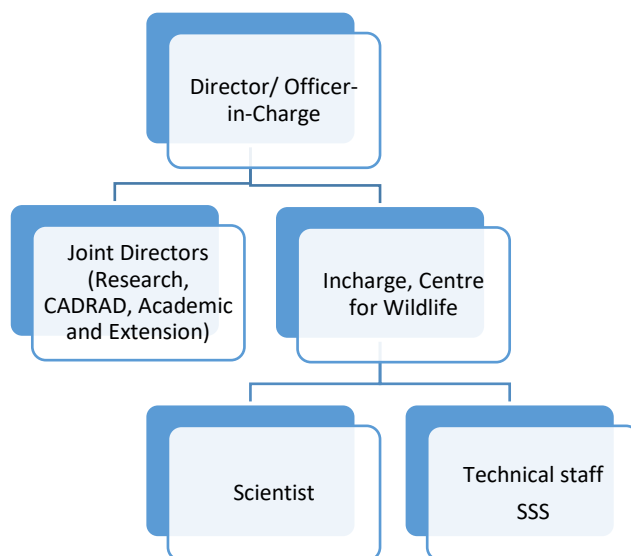 Director/ Officer-
in-Charge
Joint Directors
(Research,
CADRAD, Academic
and Extension)
Incharge, Centre
for Wildlife
Scientist
Technical staff
SSS